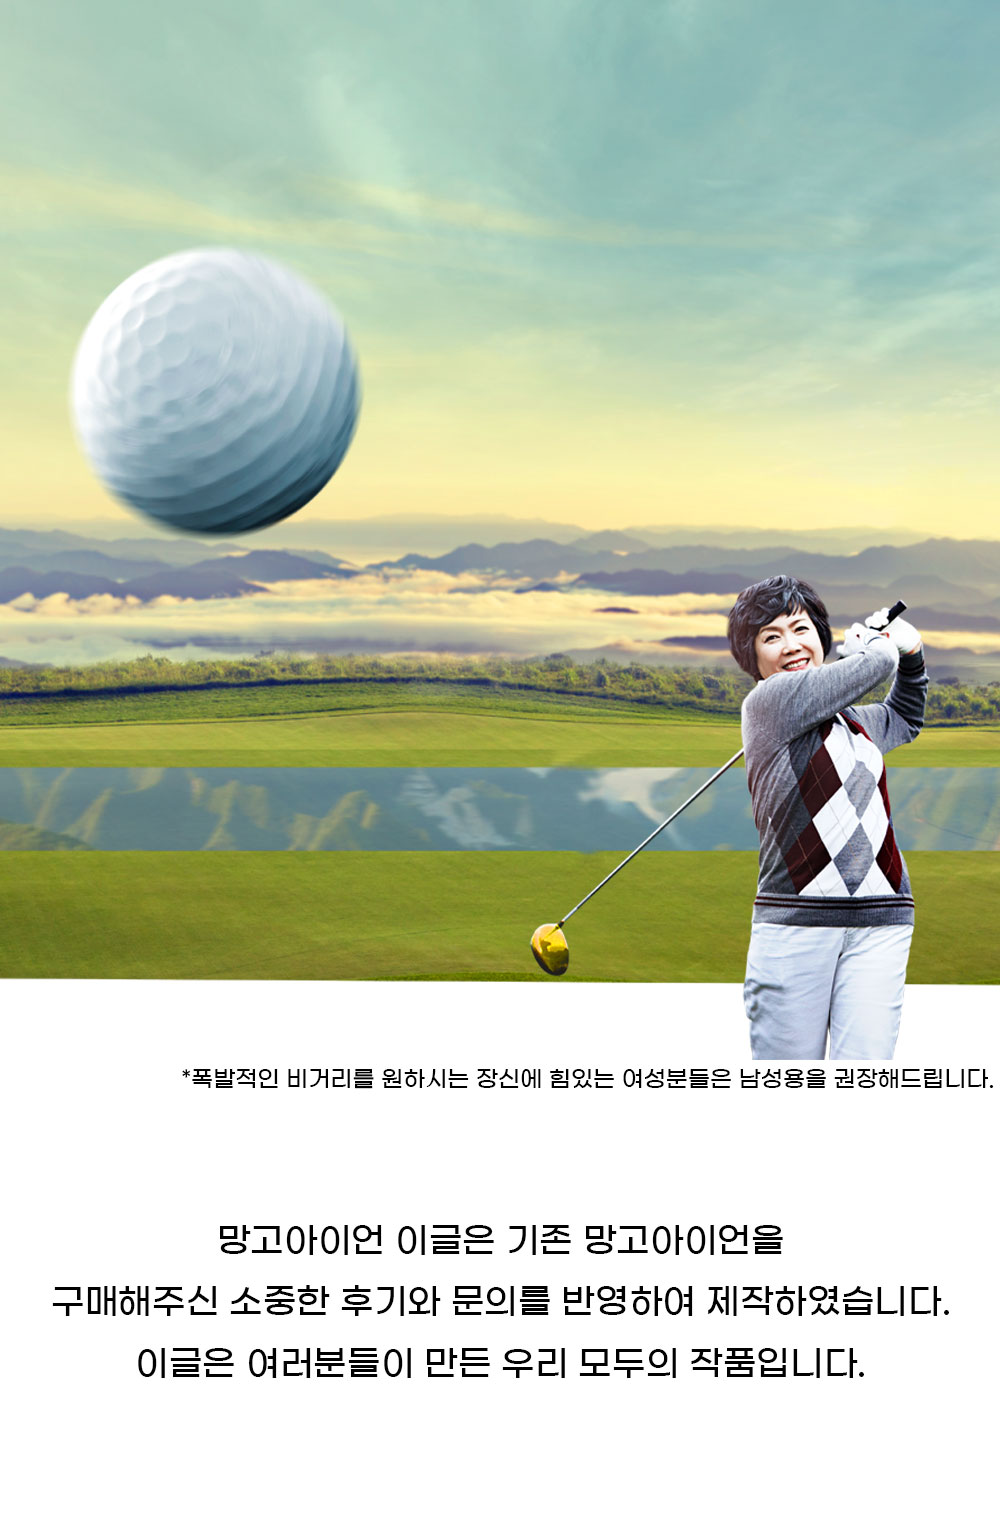 *폭발적인 비거리를 원하시는 장신에 힘있는 여성분들은 남성용을 권장해드립니다.
망고아이언 이글은 기존 망고아이언을
구매해주신 소중한 후기와 문의를 반영하여 제작하였습니다.
이글은 여러분들이 만든 우리 모두의 작품입니다.